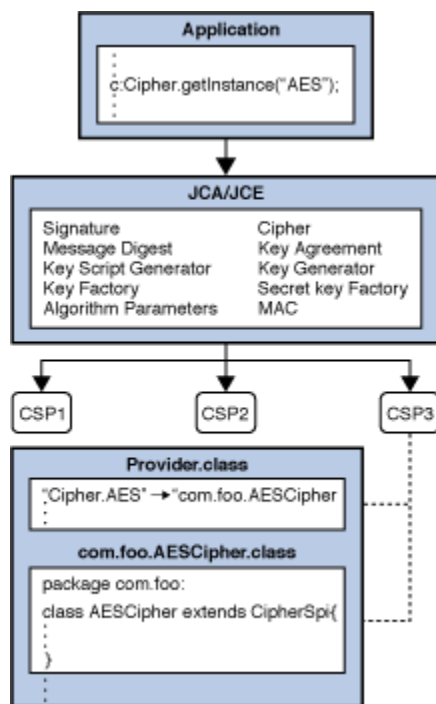 Application
c:Cipher.getInstance("AES");
JCA/JCE
Signature
Message Digest
Key Script Generator
Key Factory
Algorithm Parameters
Cipher
Key Agreement
Key Generator
Secret key Factory
MAC
CSP1
CSP2
CSP3
Provider.class
"Cipher.AES" → "com.foo.AESCipher
com.foo.AESCipher.class
package com.foo:
class AESCipher extends CipherSpi{
}